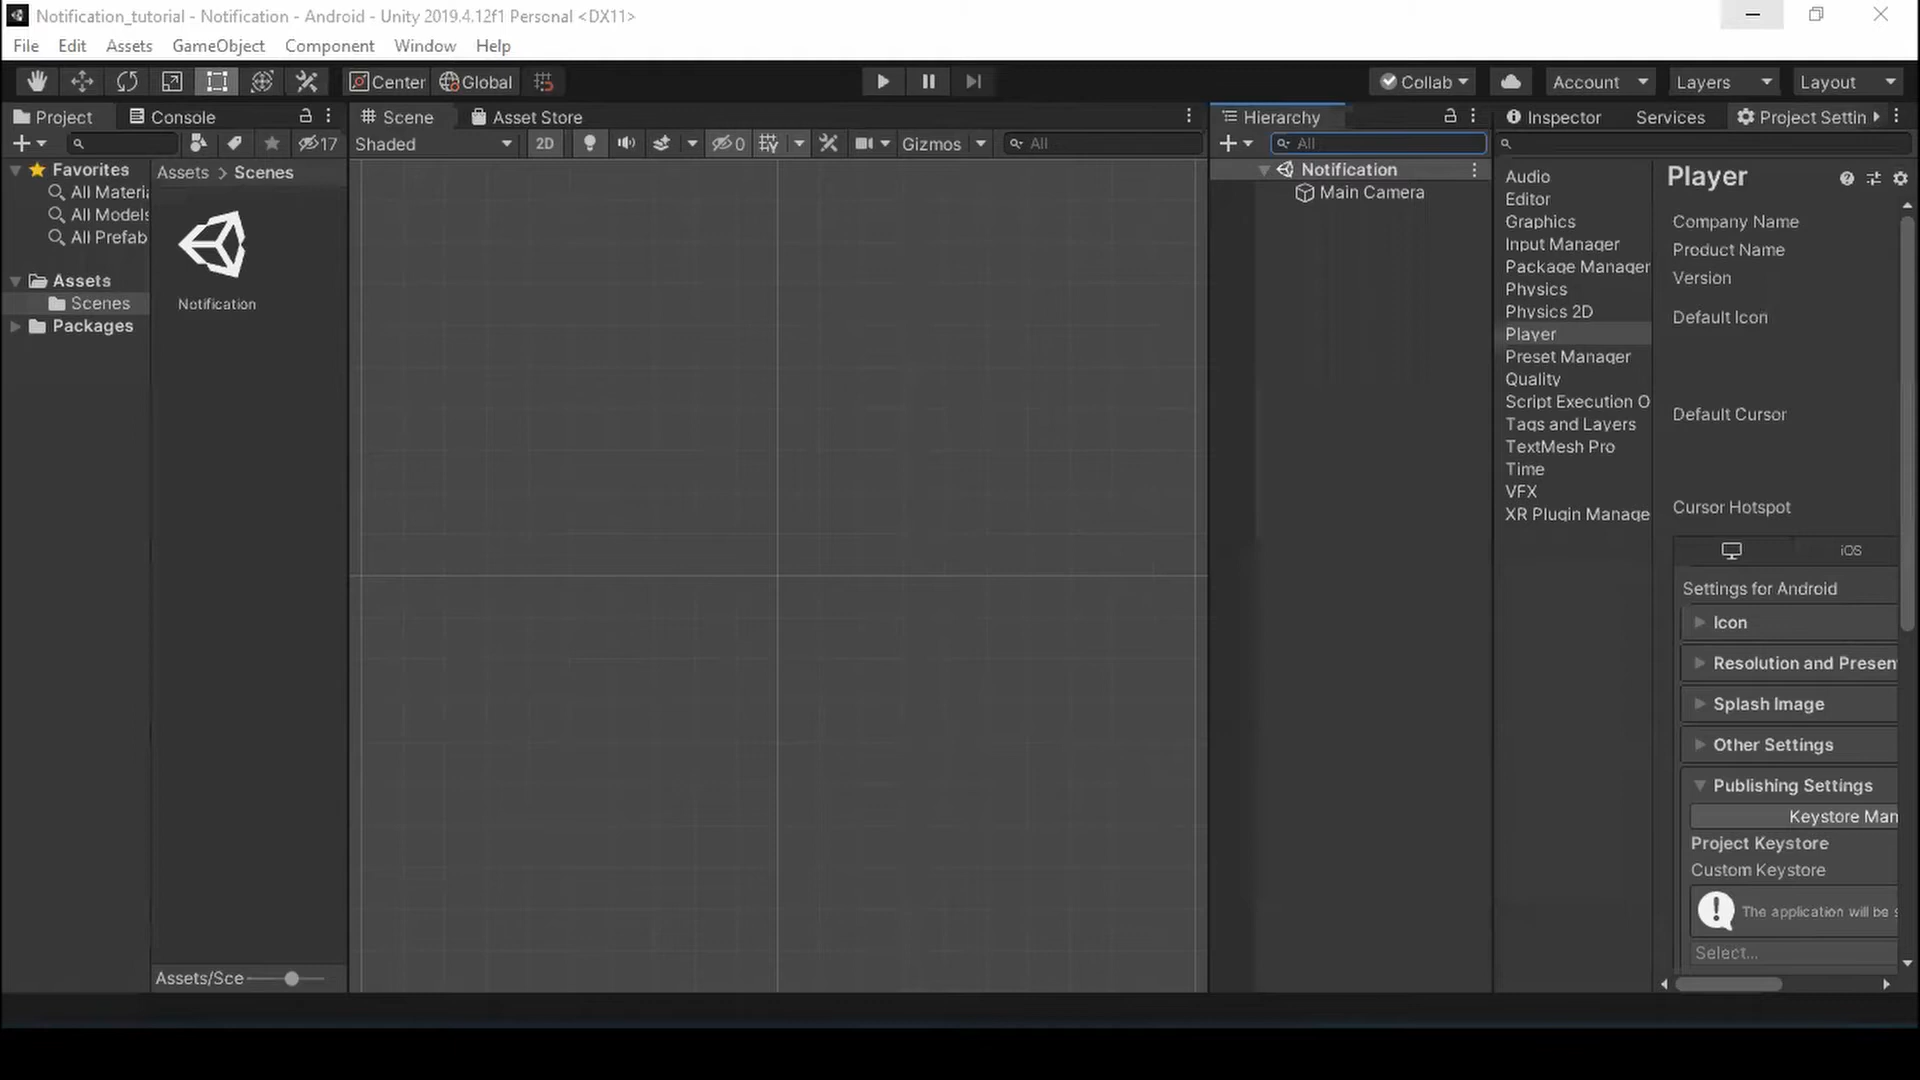 Notification_tutorial - Notification - Android - Unity 2019.4.12f1 Personal <DX11>
File Edit Assets GameObject Component Window Help
Center Global Collab Account Layers Layout
Project Console Scene Asset Store Hierarchy Inspector Services Project Settin
17 Shaded 2D 0 Gizmos All All
Favorites
All Materi
All Models
All Prefab
Assets
Scenes
Packages
Assets > Scenes
Notification
Assets/Sce
Notification
Main Camera
Audio
Editor
Graphics
Input Manager
Package Manager
Physics
Physics 2D
Player
Preset Manager
Quality
Script Execution O
Tags and Layers
TextMesh Pro
Time
VFX
XR Plugin Manage
Player
Company Name
Product Name
Version
Default Icon
Default Cursor
Cursor Hotspot
iOS
Settings for Android
Icon
Resolution and Presen
Splash Image
Other Settings
Publishing Settings
Keystore Man
Project Keystore
Custom Keystore
The application will be s
Select...